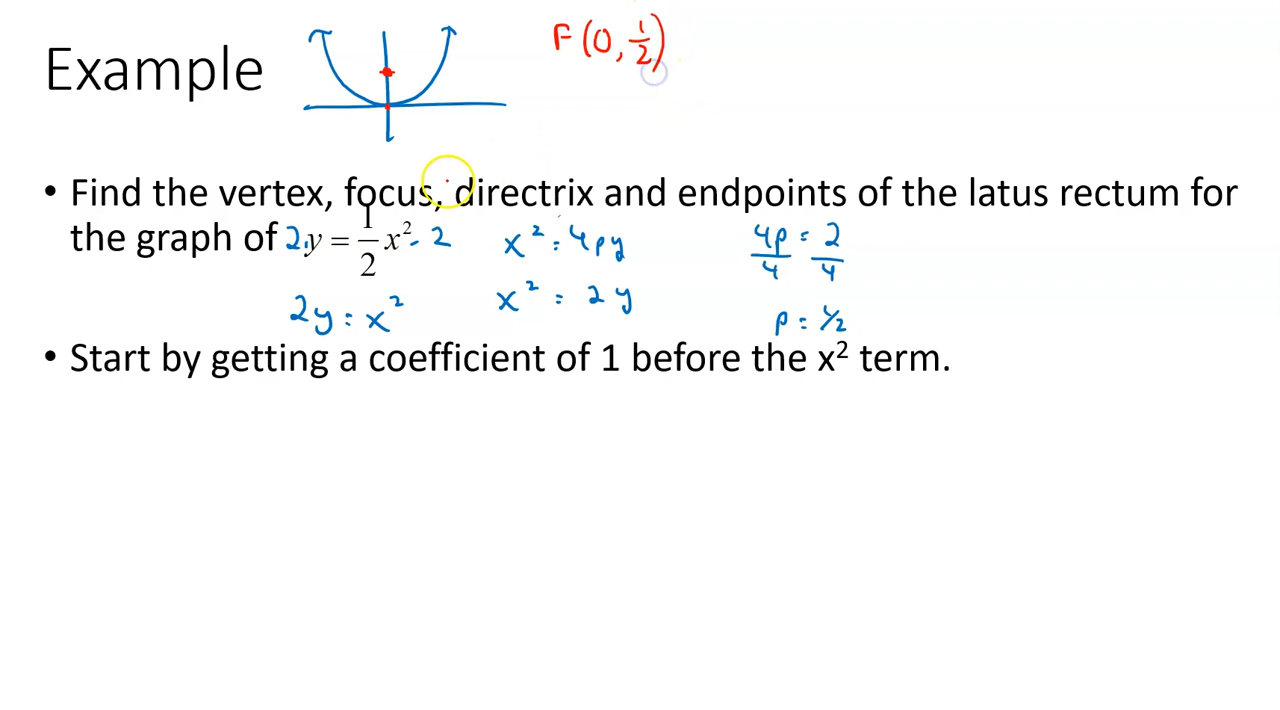 Example
F(0, 1/2)
• Find the vertex, focus, directrix and endpoints of the latus rectum for
the graph of 2·y = 1/2 x²·2
x² = 4py
4p = 2
4 4
2y = x²
x² = 2y
p = 1/2
• Start by getting a coefficient of 1 before the x² term.